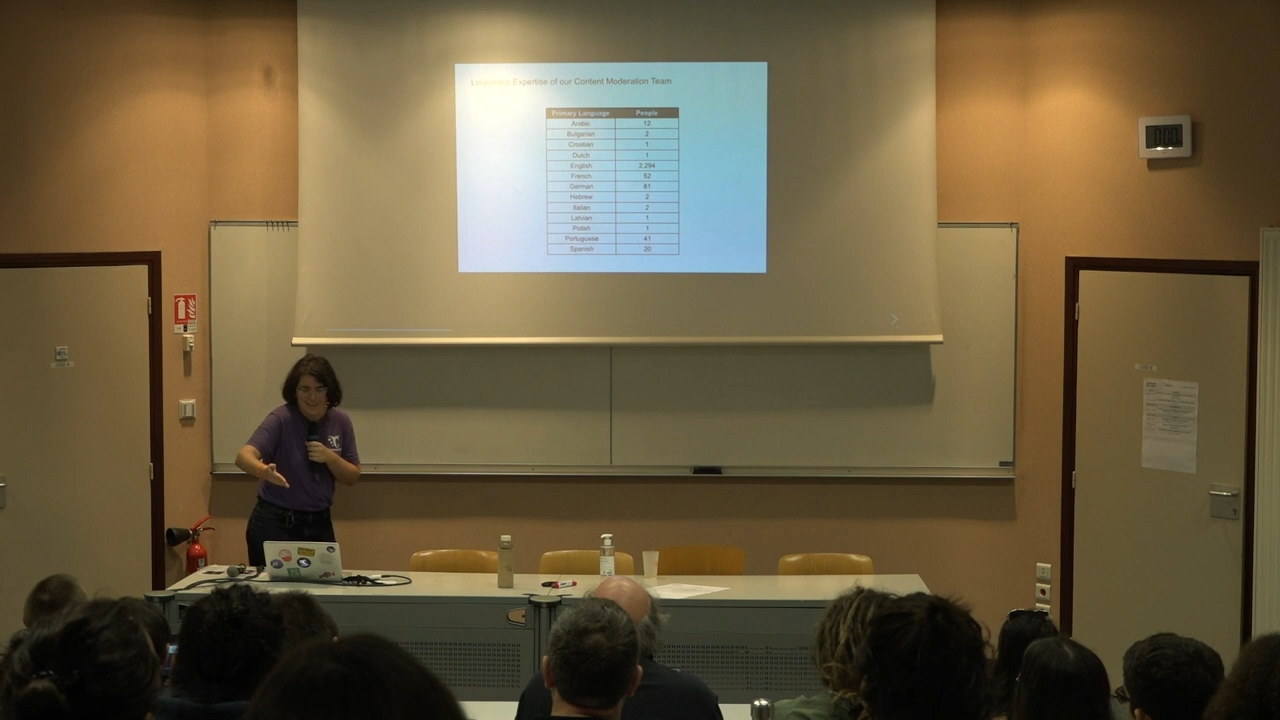 Linguistic Expertise of our Content Moderation Team
Primary Language People
Arabic 12
Bulgarian 2
Croatian 1
Dutch 1
English 2,294
French 52
German 81
Hebrew 2
Italian 2
Latvian 1
Polish 1
Portuguese 41
Spanish 20